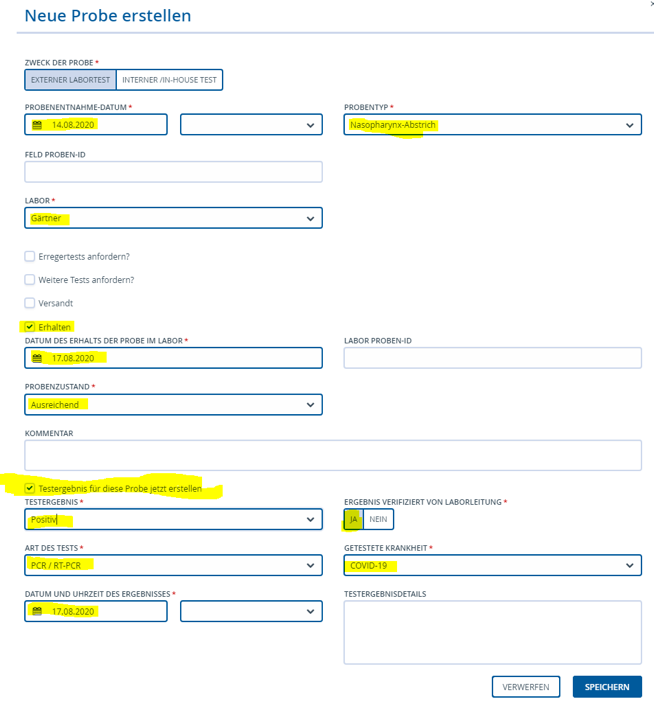 Neue Probe erstellen
ZWECK DER PROBE *
EXTERNER LABORTEST INTERNER /IN-HOUSE TEST
PROBENENTNAHME-DATUM * PROBENTYP *
14.08.2020 Nasopharynx-Abstrich
FELD PROBEN-ID
LABOR *
Gärtner
Erregertests anfordern?
Weitere Tests anfordern?
Versandt
Erhalten
DATUM DES ERHALTS DER PROBE IM LABOR * LABOR PROBEN-ID
17.08.2020
PROBENZUSTAND *
Ausreichend
KOMMENTAR
Testergebnis für diese Probe jetzt erstellen
TESTERGEBNIS * ERGEBNIS VERIFIZIERT VON LABORLEITUNG *
Positiv JA NEIN
ART DES TESTS * GETESTETE KRANKHEIT *
PCR / RT-PCR COVID-19
DATUM UND UHRZEIT DES ERGEBNISSES * TESTERGEBNISDETAILS
17.08.2020
VERWERFEN SPEICHERN